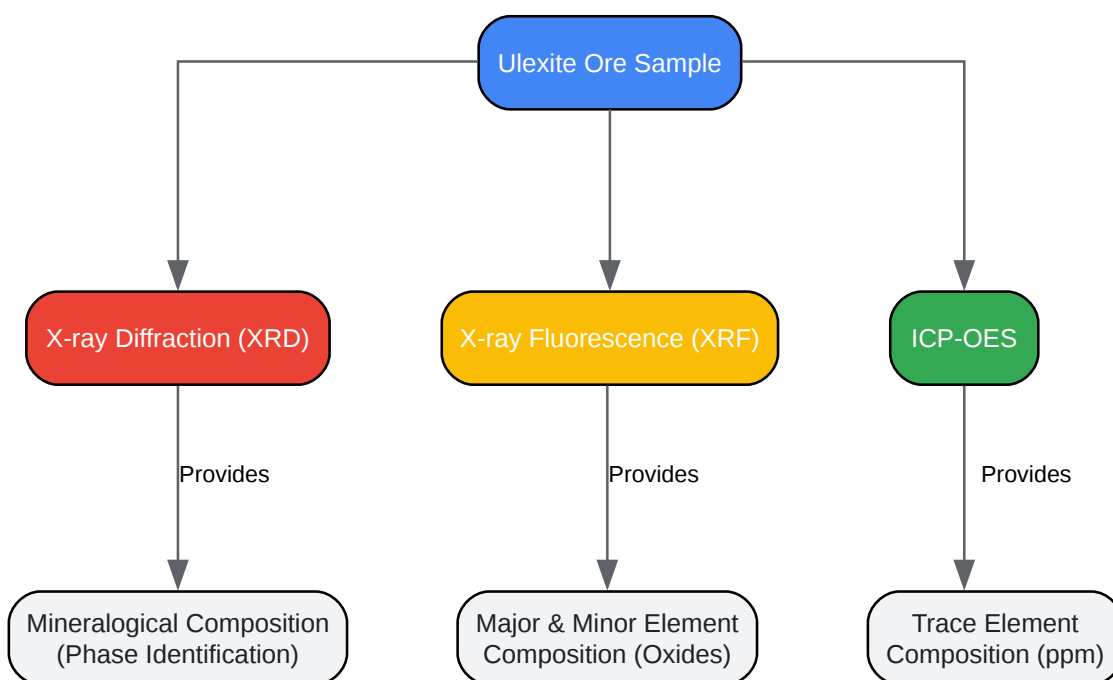 Ulexite Ore Sample
X-ray Diffraction (XRD)
X-ray Fluorescence (XRF)
ICP-OES
Provides
Provides
Provides
Mineralogical Composition
(Phase Identification)
Major & Minor Element
Composition (Oxides)
Trace Element
Composition (ppm)